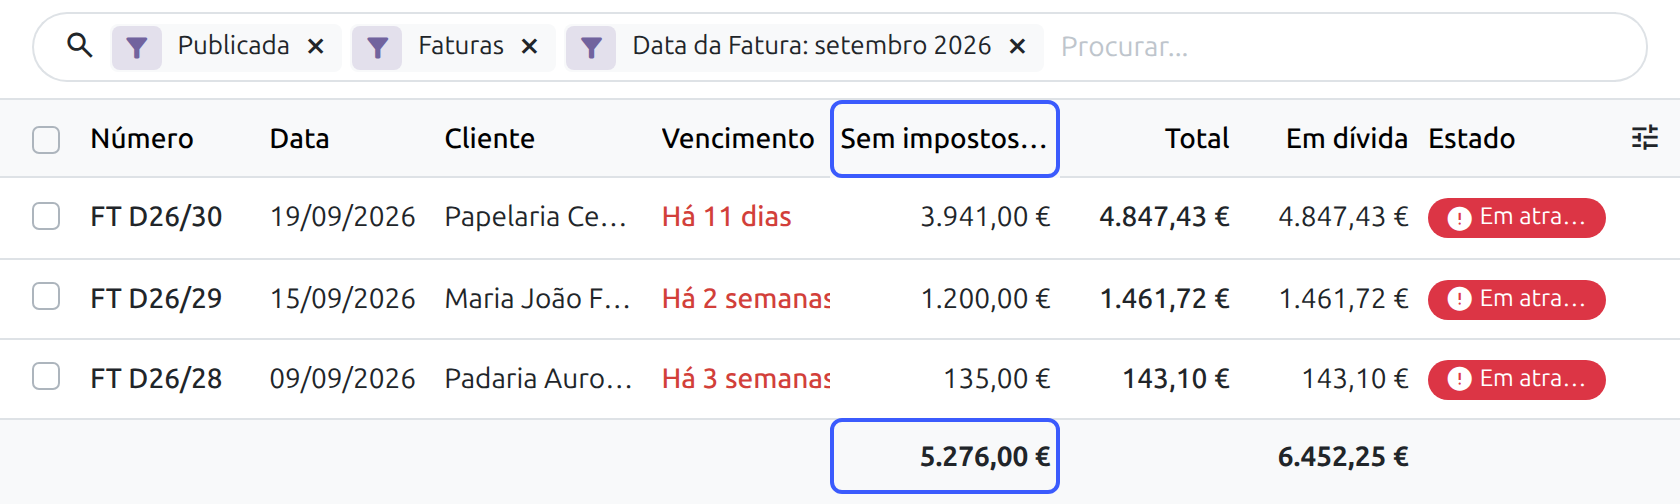 Publicada × Faturas × Data da Fatura: setembro 2026 × Procurar...
Número Data Cliente Vencimento Sem impostos... Total Em dívida Estado
FT D26/30 19/09/2026 Papelaria Ce... Há 11 dias 3.941,00 € 4.847,43 € 4.847,43 € Em atra...
FT D26/29 15/09/2026 Maria João F... Há 2 semanas 1.200,00 € 1.461,72 € 1.461,72 € Em atra...
FT D26/28 09/09/2026 Padaria Auro... Há 3 semanas 135,00 € 143,10 € 143,10 € Em atra...
5.276,00 € 6.452,25 €